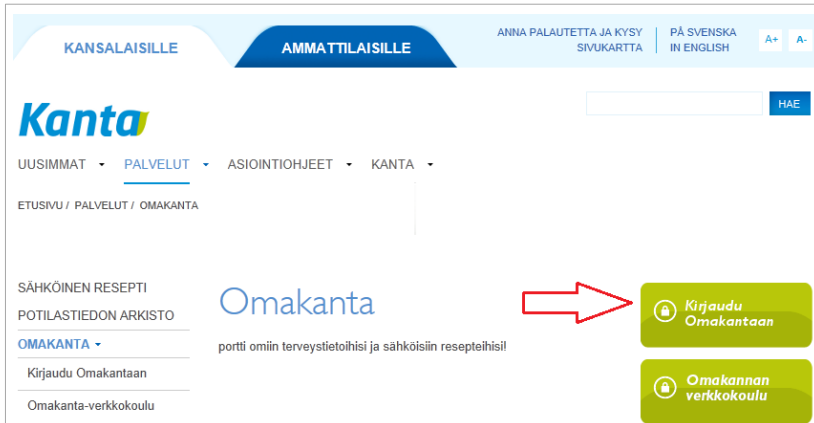 KANSALAISILLE
AMMATTILAISILLE
ANNA PALAUTETTA JA KYSY
SIVUKARTTA
PÅ SVENSKA
IN ENGLISH
A+ A-
Kanta
HAE
UUSIMMAT PALVELUT ASIOINTIOHJEET KANTA
ETUSIVU / PALVELUT / OMAKANTA
SÄHKÖINEN RESEPTI
POTILASTIEDON ARKISTO
OMAKANTA
Kirjaudu Omakantaan
Omakanta-verkkokoulu
Omakanta
portti omiin terveystietoihisi ja sähköisiin resepteihisi!
Kirjaudu
Omakantaan
Omakannan
verkkokoulu